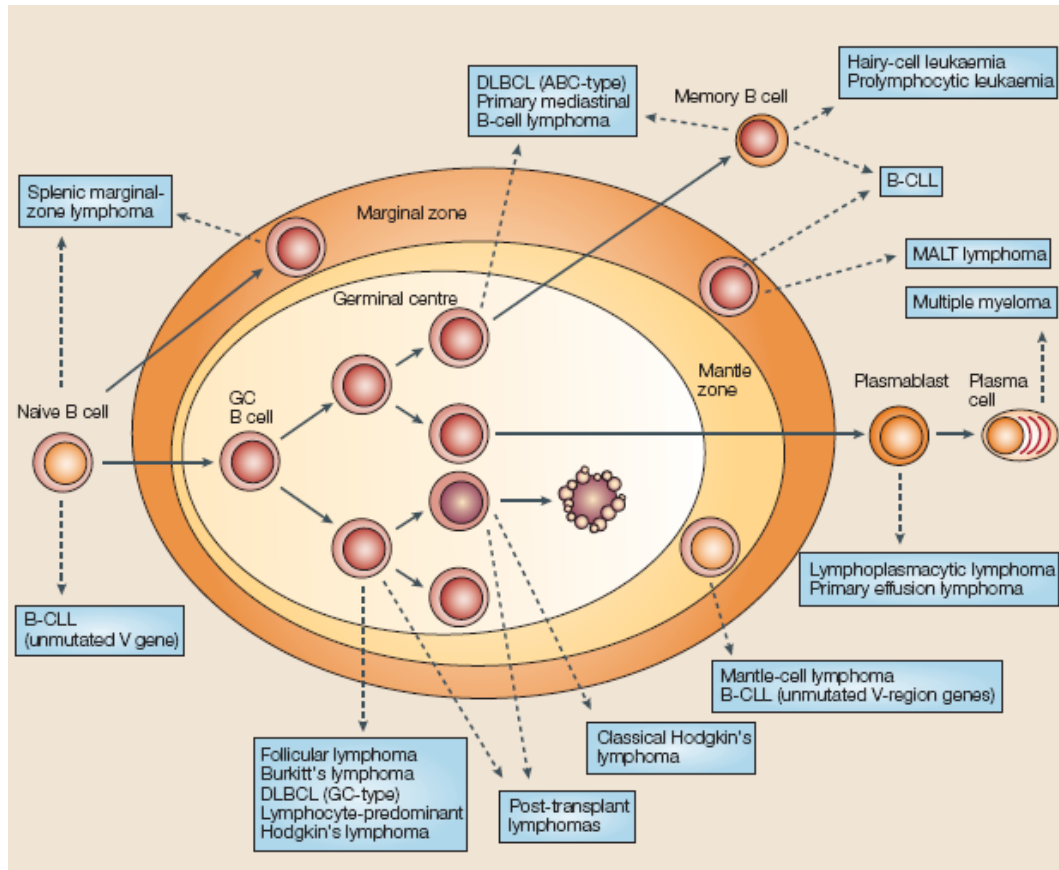 DLBCL (ABC-type)
Primary mediastinal
B-cell lymphoma
Memory B cell
Hairy-cell leukaemia
Prolymphocytic leukaemia
B-CLL
Splenic marginal-
zone lymphoma
Marginal zone
MALT lymphoma
Multiple myeloma
Germinal centre
Mantle
zone
Naive B cell
GC
B cell
Plasmablast
Plasma
cell
Lymphoplasmacytic lymphoma
Primary effusion lymphoma
B-CLL
(unmutated V gene)
Mantle-cell lymphoma
B-CLL (unmutated V-region genes)
Classical Hodgkin's
lymphoma
Follicular lymphoma
Burkitt's lymphoma
DLBCL (GC-type)
Lymphocyte-predominant
Hodgkin's lymphoma
Post-transplant
lymphomas